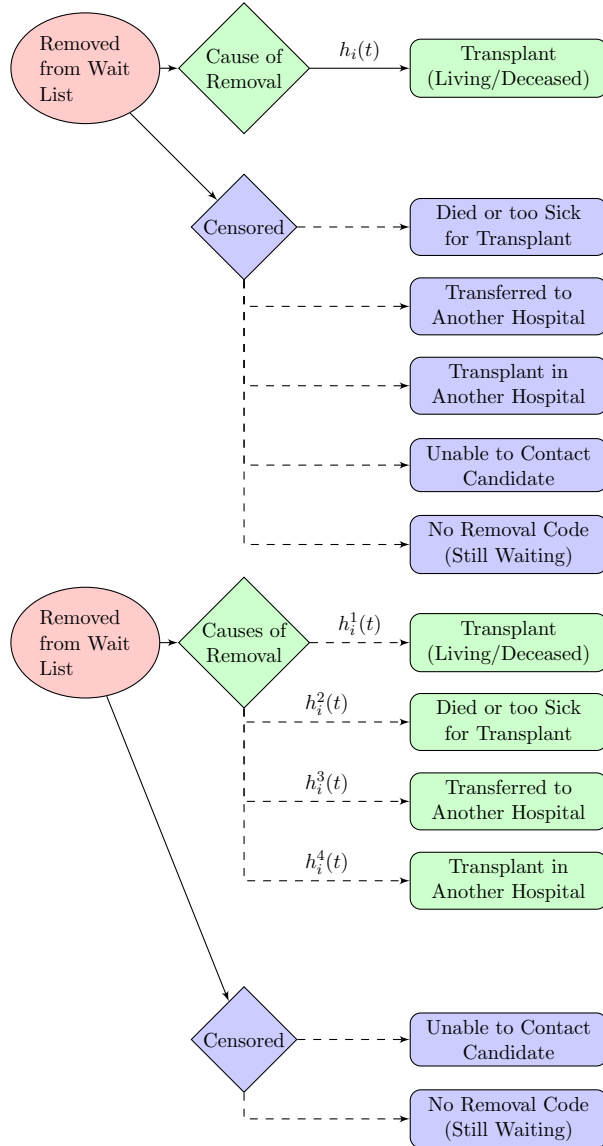 Removed
from Wait
List
Cause of
Removal
h_i(t)
Transplant
(Living/Deceased)
Censored
Died or too Sick
for Transplant
Transferred to
Another Hospital
Transplant in
Another Hospital
Unable to Contact
Candidate
No Removal Code
(Still Waiting)
Removed
from Wait
List
Causes of
Removal
h_i^1(t)
Transplant
(Living/Deceased)
h_i^2(t)
Died or too Sick
for Transplant
h_i^3(t)
Transferred to
Another Hospital
h_i^4(t)
Transplant in
Another Hospital
Censored
Unable to Contact
Candidate
No Removal Code
(Still Waiting)